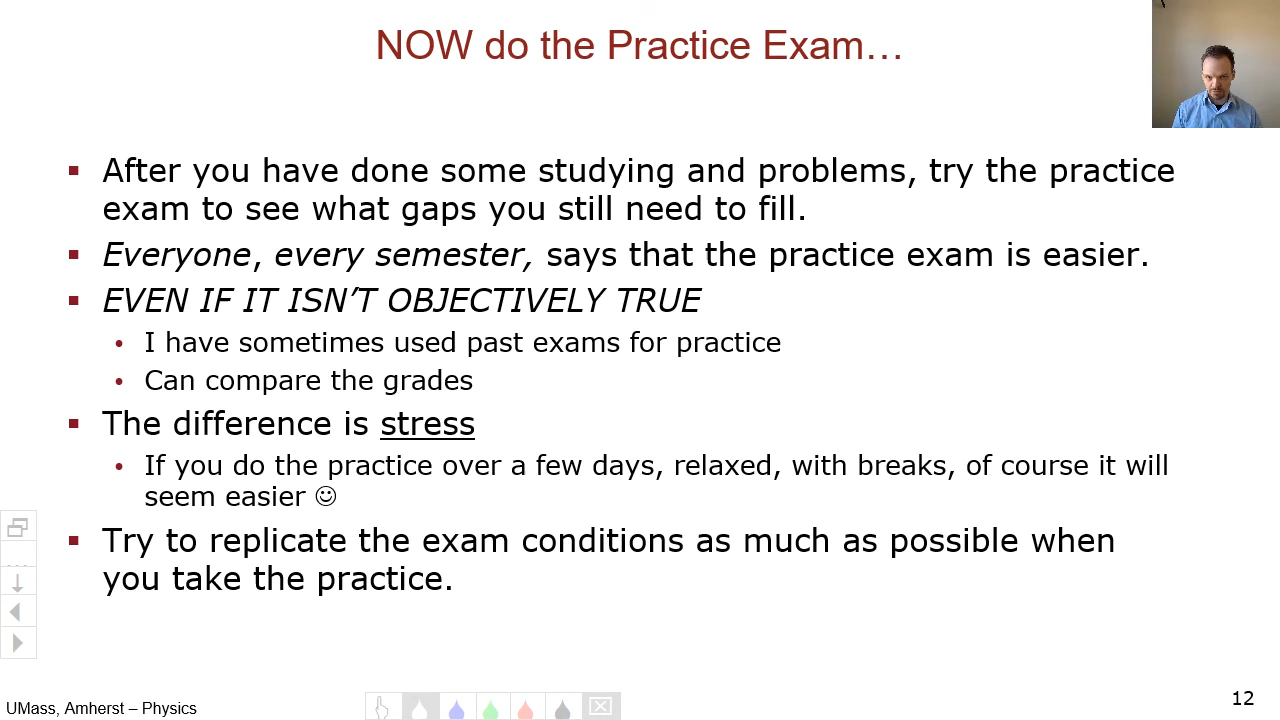 NOW do the Practice Exam…
After you have done some studying and problems, try the practice
exam to see what gaps you still need to fill.
Everyone, every semester, says that the practice exam is easier.
EVEN IF IT ISN’T OBJECTIVELY TRUE
I have sometimes used past exams for practice
Can compare the grades
The difference is stress
If you do the practice over a few days, relaxed, with breaks, of course it will
seem easier ☺
Try to replicate the exam conditions as much as possible when
you take the practice.
UMass, Amherst – Physics
12